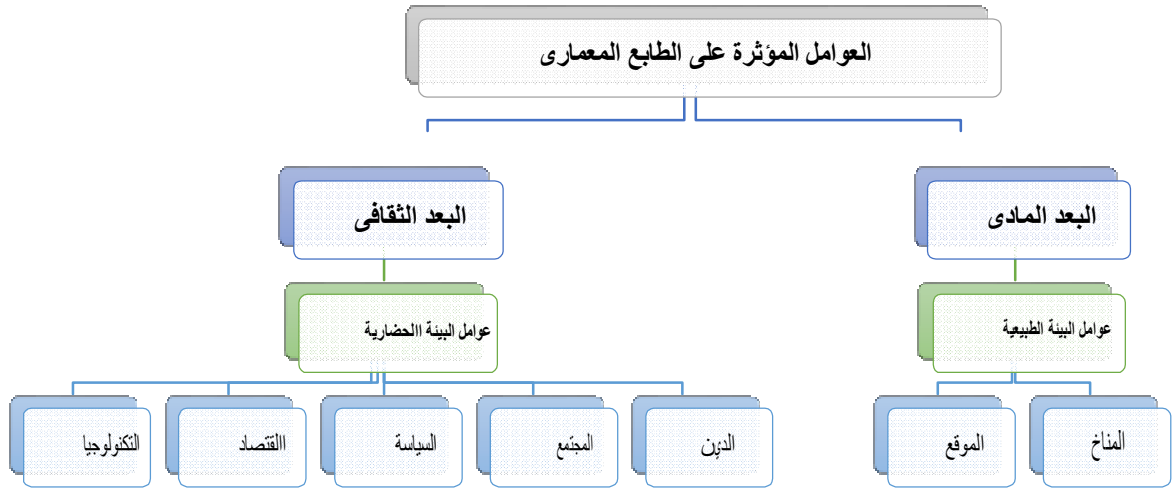 العوامل المؤثرة على الطابع المعمارى
البعد المادى
البعد الثقافى
عوامل البيئة الطبيعية
عوامل البيئة االحضارية
المناخ
الموقع
الدين
المجتمع
السياسة
االقتصاد
التكنولوجيا